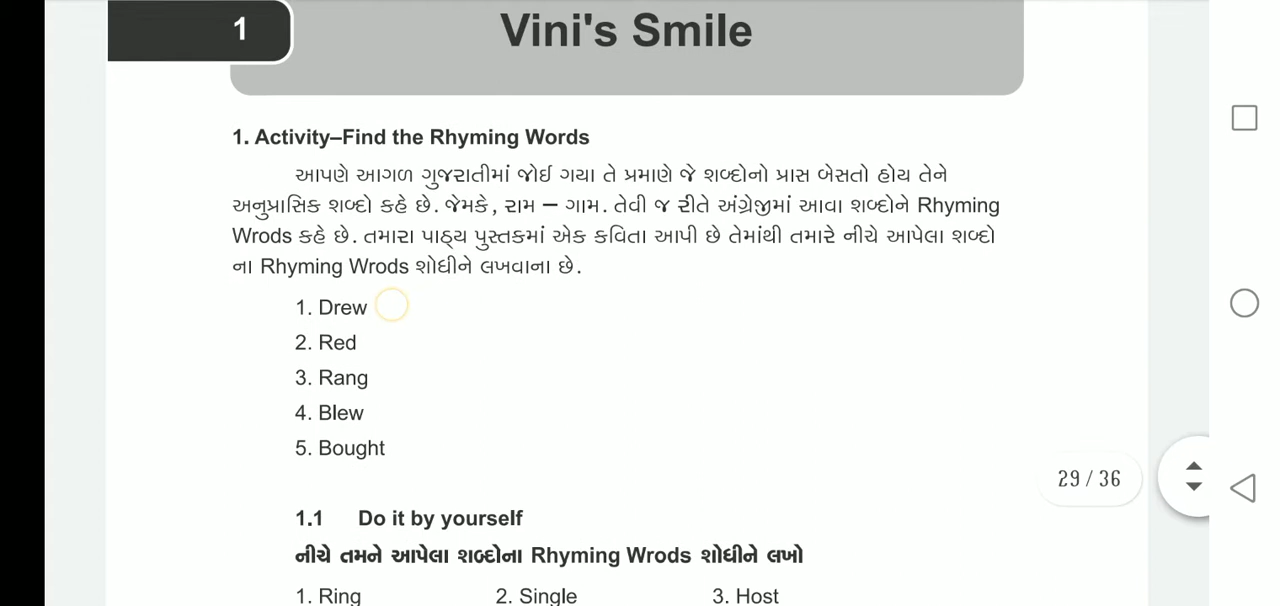 1
Vini's Smile
1. Activity–Find the Rhyming Words
આપણે આગળ ગુજરાતીમાં જોઈ ગયા તે પ્રમાણે જે શબ્દોનો પ્રાસ બેસતો હોય તેને
અનુપ્રાસિક શબ્દો કહે છે. જેમકે, રામ – ગામ. તેવી જ રીતે અંગ્રેજીમાં આવા શબ્દોને Rhyming
Wrods કહે છે. તમારા પાઠ્ય પુસ્તકમાં એક કવિતા આપી છે તેમાંથી તમારે નીચે આપેલા શબ્દો
ના Rhyming Wrods શોધીને લખવાના છે.
1. Drew
2. Red
3. Rang
4. Blew
5. Bought
29 / 36
1.1 Do it by yourself
નીચે તમને આપેલા શબ્દોના Rhyming Wrods શોધીને લખો
1. Ring 2. Single 3. Host